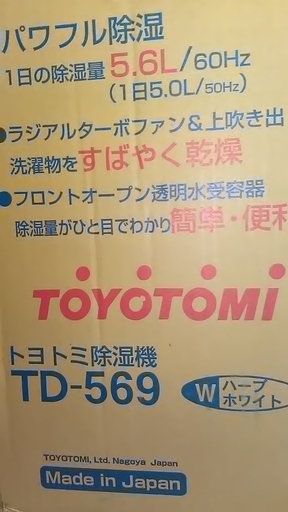 パワフル除湿
1日の除湿量 5.6L/60Hz
(1日5.0L/50Hz)
●ラジアルターボファン&上吹き出
洗濯物をすばやく乾燥
●フロントオープン透明水受容器
除湿量がひと目でわかり簡単・便利
TOYOTOMI
トヨトミ除湿機
TD-569
W ハーブ
ホワイト
TOYOTOMI, Ltd. Nagoya Japan
Made in Japan